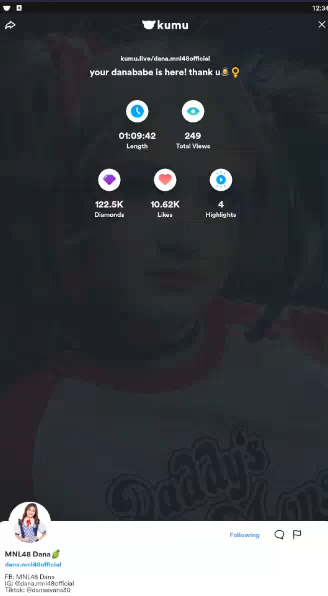 12:34
kumu
kumu.live/dana.mnl48official
your danababe is here! thank u
01:09:42
Length
249
Total Views
122.5K
Diamonds
10.62K
Likes
4
Highlights
Daddy's
Following
MNL48 Dana
dana.mnl48official
FB: MNL48 Dana
IG: @dana.mnl48official
Tiktok: @danaevans30